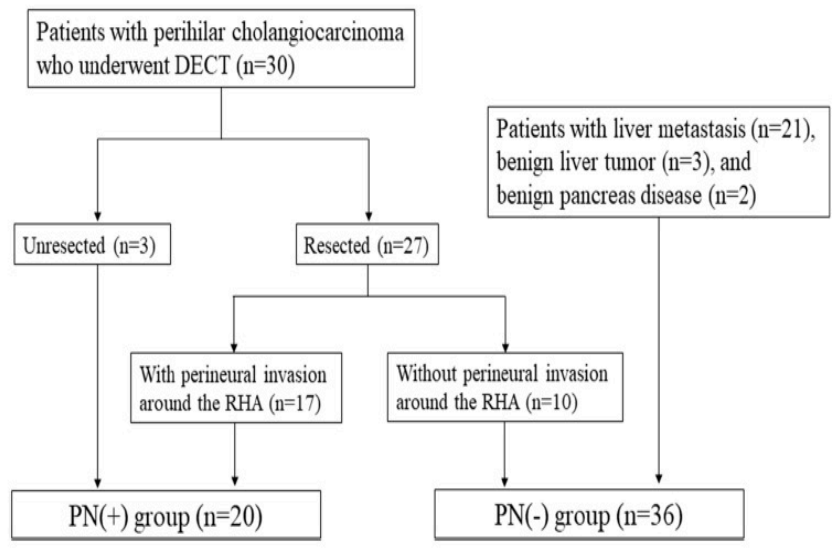 Patients with perihilar cholangiocarcinoma
who underwent DECT (n=30)
Patients with liver metastasis (n=21),
benign liver tumor (n=3), and
benign pancreas disease (n=2)
Unresected (n=3)
Resected (n=27)
With perineural invasion
around the RHA (n=17)
Without perineural invasion
around the RHA (n=10)
PN(+) group (n=20)
PN(-) group (n=36)